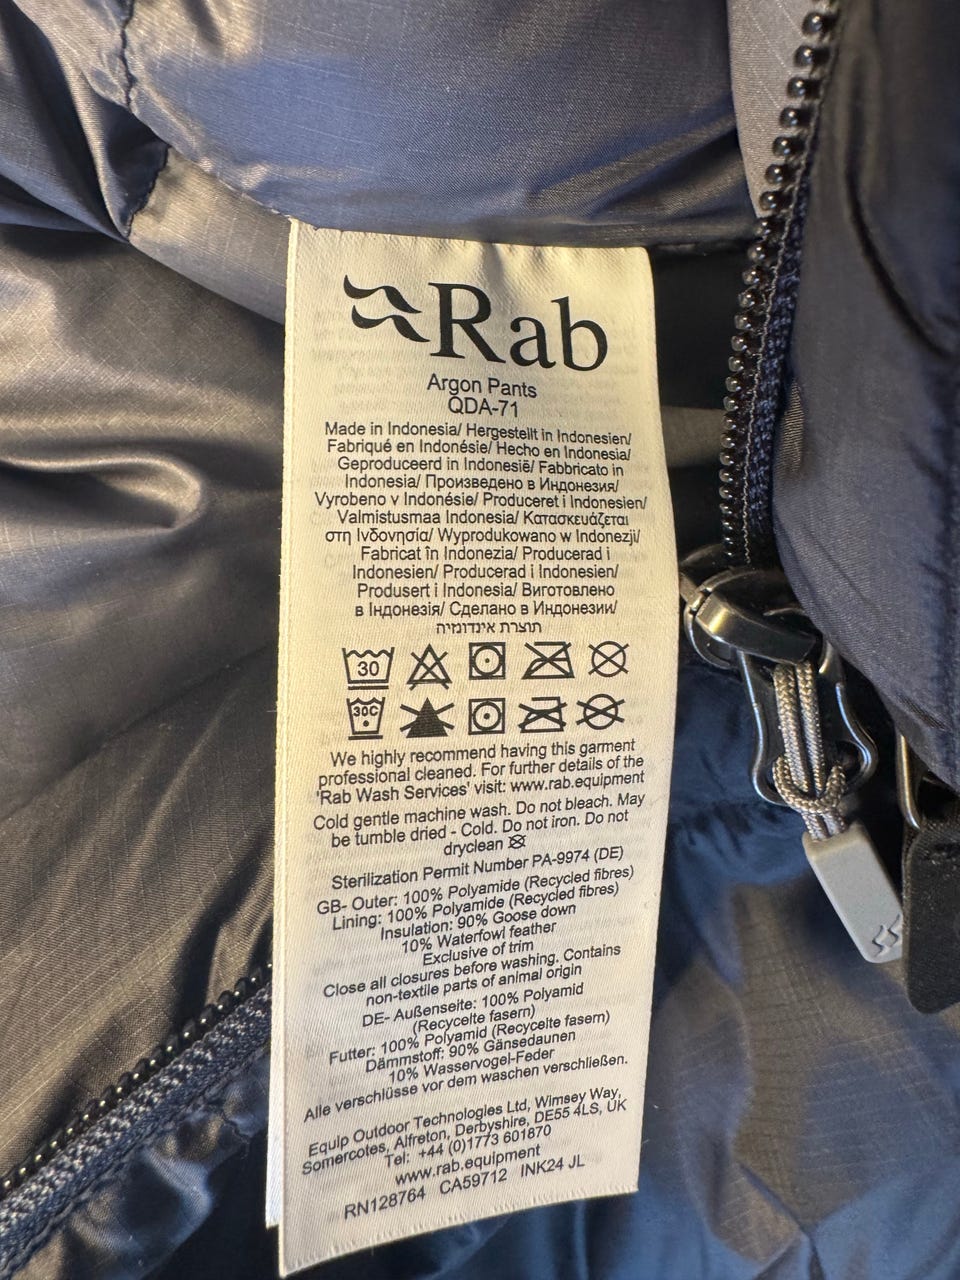 Rab
Argon Pants
QDA-71
Made in Indonesia/ Hergestellt in Indonesien/
Fabriqué en Indonésie/ Hecho en Indonesia/
Geproduceerd in Indonesië/ Fabbricato in
Indonesia/ Произведено в Индонезия/
Vyrobeno v Indonésie/ Produceret i Indonesien/
Valmistusmaa Indonesia/ Κατασκευάζεται
στη Ινδονησία/ Wyprodukowano w Indonezji/
Fabricat în Indonezia/ Producerad i
Indonesien/ Producerad i Indonesien/
Produsert i Indonesia/ Виготовлено
в Індонезія/ Сделано в Индонезии/
תוצרת אינדונזיה
30
30C
We highly recommend having this garment
professional cleaned. For further details of the
'Rab Wash Services' visit: www.rab.equipment
Cold gentle machine wash. Do not bleach. May
be tumble dried - Cold. Do not iron. Do not
dryclean
Sterilization Permit Number PA-9974 (DE)
GB- Outer: 100% Polyamide (Recycled fibres)
Lining: 100% Polyamide (Recycled fibres)
Insulation: 90% Goose down
10% Waterfowl feather
Exclusive of trim
Close all closures before washing. Contains
non-textile parts of animal origin
DE- Außenseite: 100% Polyamid
(Recycelte fasern)
Futter: 100% Polyamid (Recycelte fasern)
Dämmstoff: 90% Gänsedaunen
10% Wasservogel-Feder
Alle verschlüsse vor dem waschen verschließen.
Equip Outdoor Technologies Ltd, Wimsey Way,
Somercotes, Alfreton, Derbyshire, DE55 4LS, UK
Tel: +44 (0)1773 601870
www.rab.equipment
RN128764 CA59712 INK24 JL